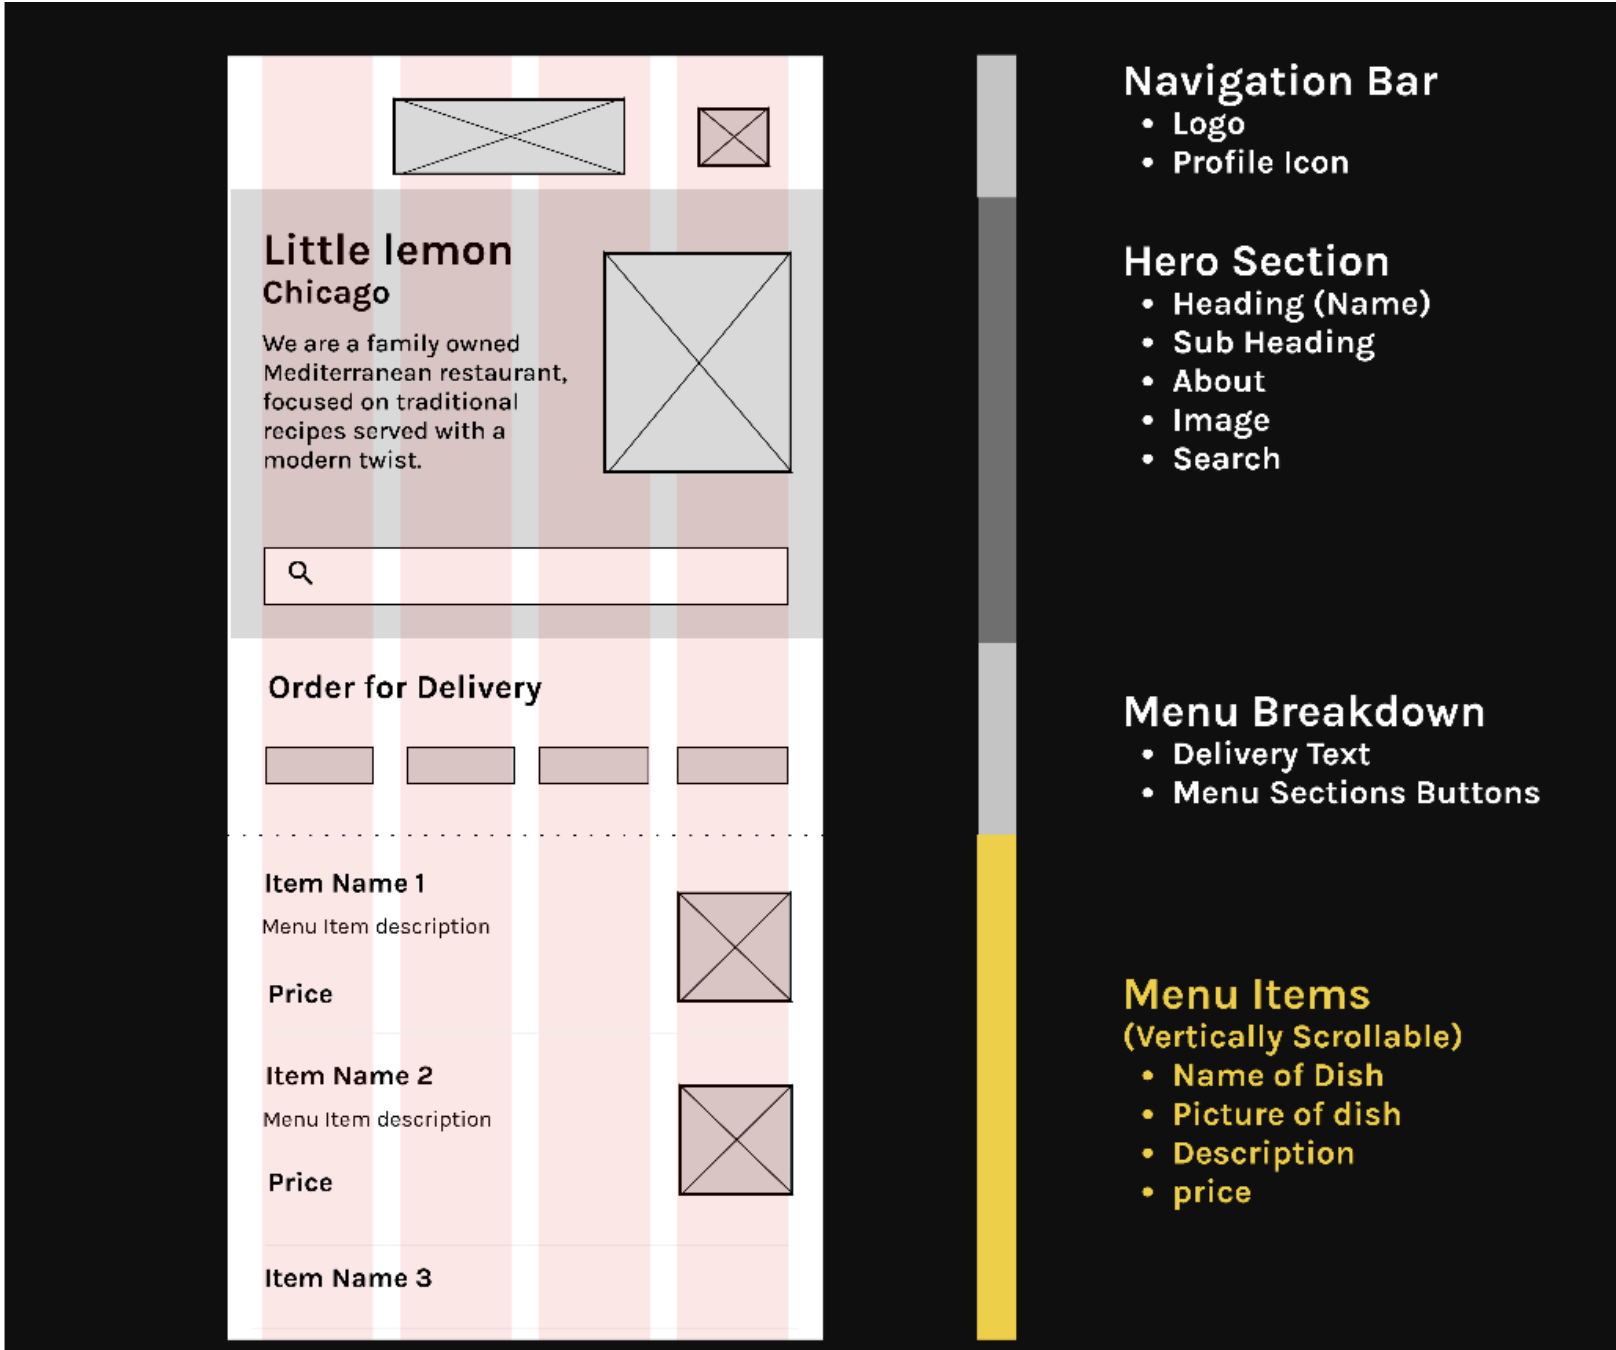 Little lemon
Chicago
We are a family owned
Mediterranean restaurant,
focused on traditional
recipes served with a
modern twist.
Order for Delivery
Item Name 1
Menu Item description
Price
Item Name 2
Menu Item description
Price
Item Name 3
Navigation Bar
• Logo
• Profile Icon
Hero Section
• Heading (Name)
• Sub Heading
• About
• Image
• Search
Menu Breakdown
• Delivery Text
• Menu Sections Buttons
Menu Items
(Vertically Scrollable)
• Name of Dish
• Picture of dish
• Description
• price